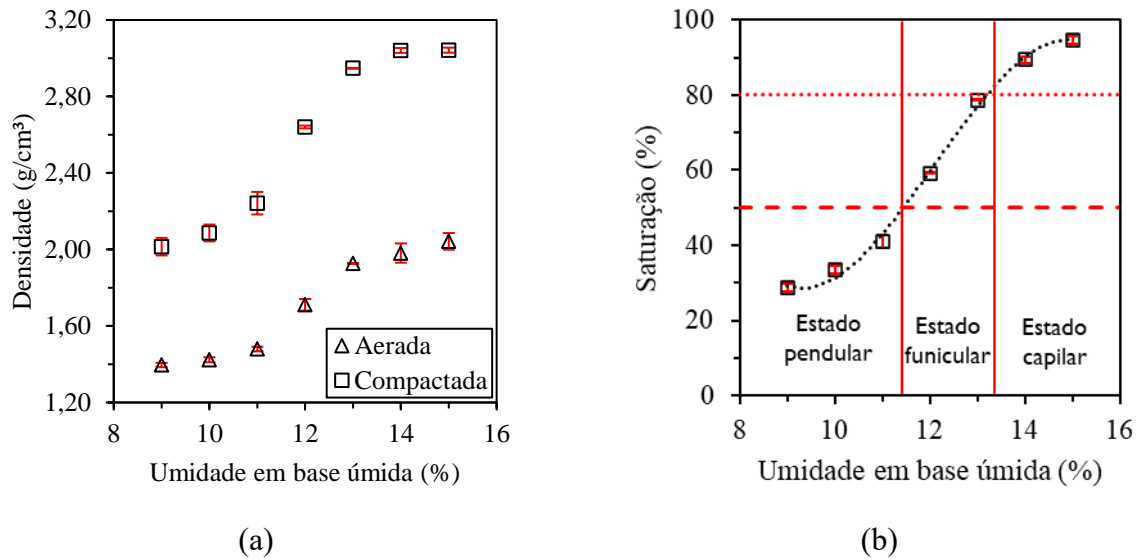 3,20
2,80
2,40
2,00
1,60
1,20
Densidade (g/cm³)
8 10 12 14 16
Umidade em base úmida (%)
Aerada
Compactada
(a)
100
80
60
40
20
0
Saturação (%)
Estado pendular
Estado funicular
Estado capilar
8 10 12 14 16
Umidade em base úmida (%)
(b)